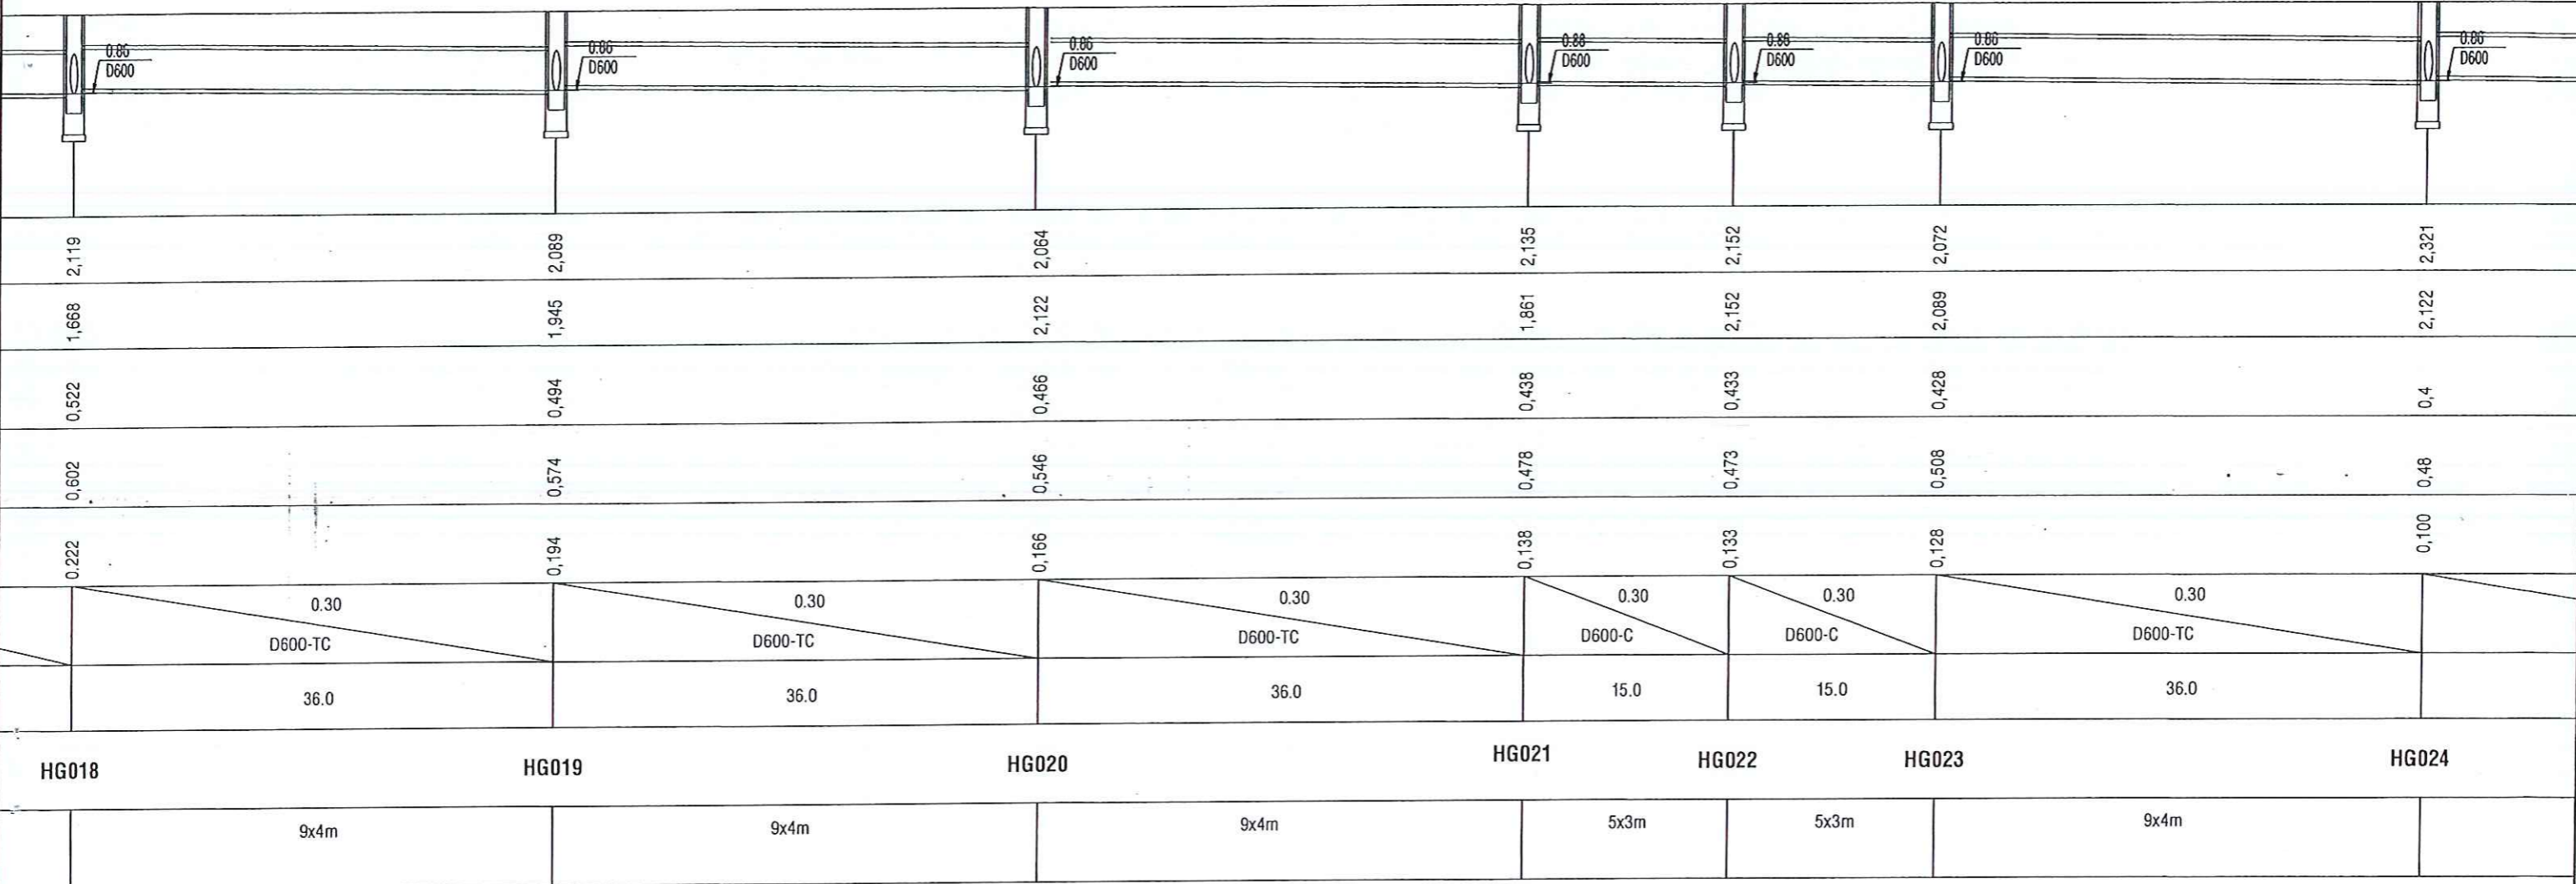 0.86 0.86 0.86 0.86 0.86 0.86 0.86
D600 D600 D600 D600 D600 D600 D600
2,119 2,089 2,064 2,135 2,152 2,072 2,321
1,668 1,945 2,122 1,861 2,152 2,089 2,122
0,522 0,494 0,466 0,438 0,433 0,428 0,4
0,602 0,574 0,546 0,478 0,473 0,508 0,48
0.222 0,194 0,166 0,138 0,133 0,128 0,100
0.30 0.30 0.30 0.30 0.30 0.30
D600-TC D600-TC D600-TC D600-C D600-C D600-TC
36.0 36.0 36.0 15.0 15.0 36.0
HG018 HG019 HG020 HG021 HG022 HG023 HG024
9x4m 9x4m 9x4m 5x3m 5x3m 9x4m